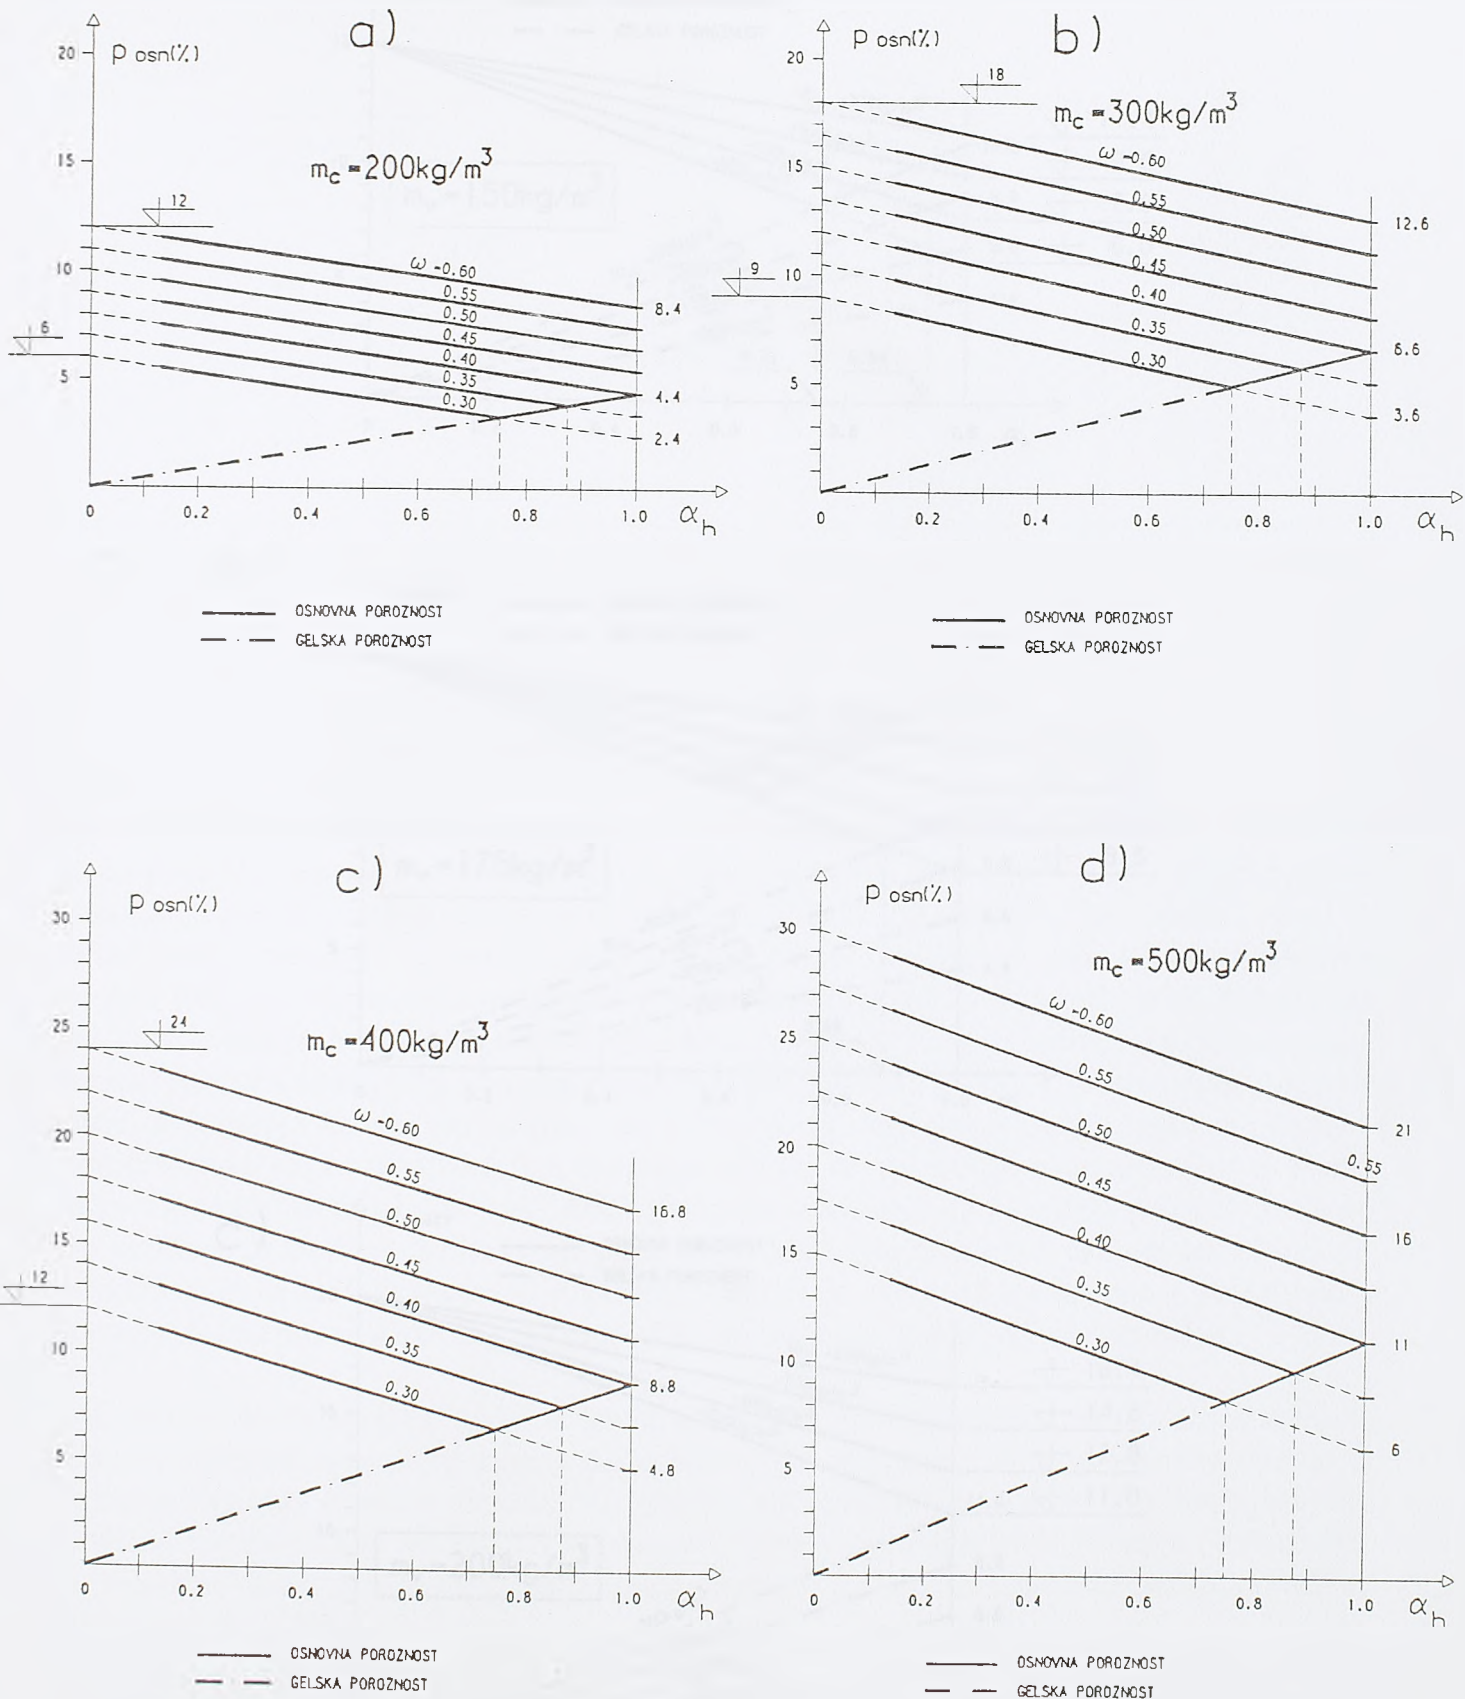 a)
P osn(%)
m_c = 200kg/m³
20
15
10
5
12
6
ω = 0.60
0.55
0.50
0.45
0.40
0.35
0.30
8.4
4.4
2.4
0 0.2 0.4 0.6 0.8 1.0 α_h
OSNOVNA POROZNOST
GELSKA POROZNOST
b)
P osn(%)
m_c = 300kg/m³
20
15
10
5
18
9
ω = 0.60
0.55
0.50
0.45
0.40
0.35
0.30
12.6
6.6
3.6
0 0.2 0.4 0.6 0.8 1.0 α_h
OSNOVNA POROZNOST
GELSKA POROZNOST
c)
P osn(%)
m_c = 400kg/m³
30
25
20
15
10
5
24
12
ω = 0.60
0.55
0.50
0.45
0.40
0.35
0.30
16.8
8.8
4.8
0 0.2 0.4 0.6 0.8 1.0 α_h
OSNOVNA POROZNOST
GELSKA POROZNOST
d)
P osn(%)
m_c = 500kg/m³
30
25
20
15
10
5
ω = 0.60
0.55
0.50
0.45
0.40
0.35
0.30
21
0.55
16
11
6
0 0.2 0.4 0.6 0.8 1.0 α_h
OSNOVNA POROZNOST
GELSKA POROZNOST